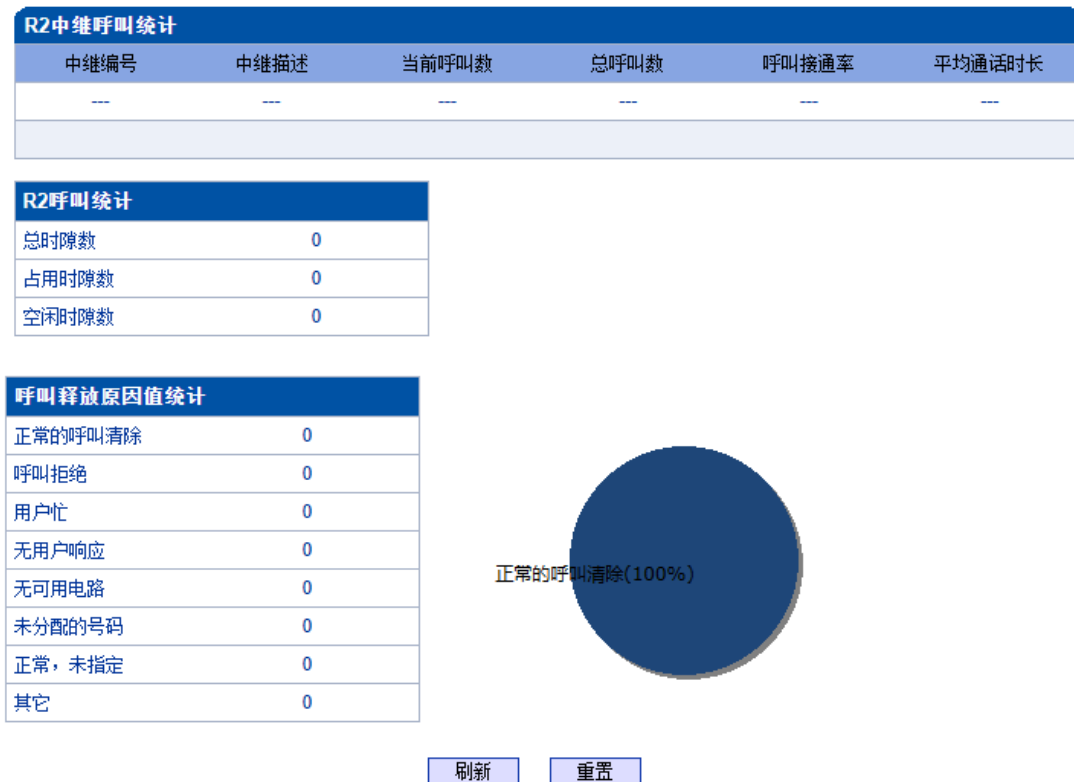 R2中继呼叫统计
中继编号 中继描述 当前呼叫数 总呼叫数 呼叫接通率 平均通话时长
--- --- --- --- --- ---
R2呼叫统计
总时隙数 0
占用时隙数 0
空闲时隙数 0
呼叫释放原因值统计
正常的呼叫清除 0
呼叫拒绝 0
用户忙 0
无用户响应 0
无可用电路 0
未分配的号码 0
正常，未指定 0
其它 0
正常的呼叫清除(100%)
刷新 重置